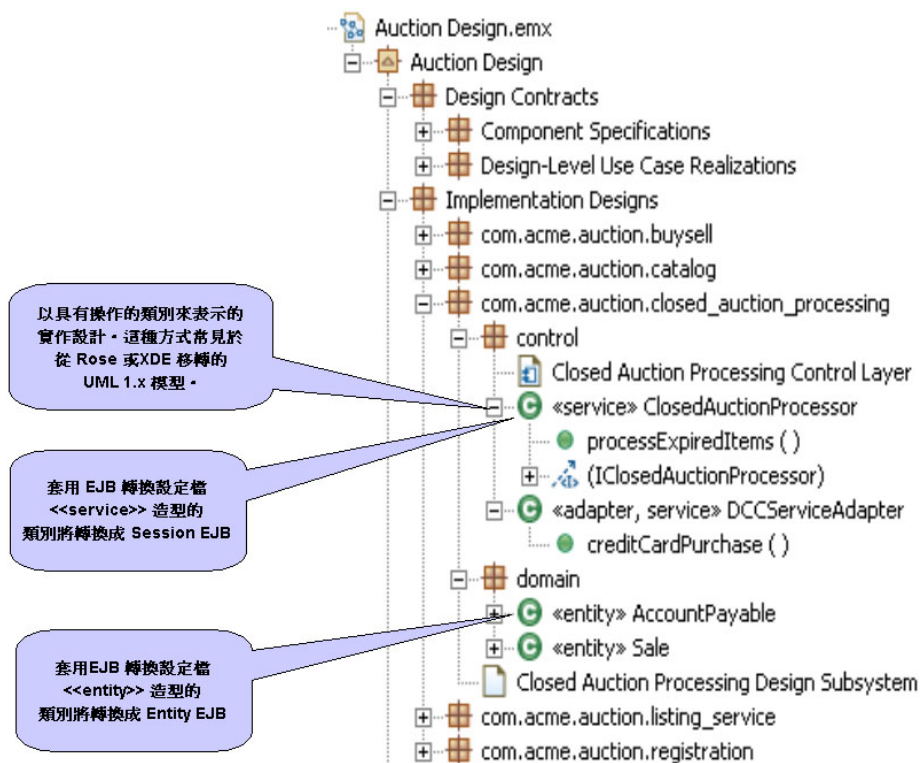 Auction Design.emx
Auction Design
Design Contracts
Component Specifications
Design-Level Use Case Realizations
Implementation Designs
com.acme.auction.buysell
com.acme.auction.catalog
com.acme.auction.closed_auction_processing
control
Closed Auction Processing Control Layer
«service» ClosedAuctionProcessor
processExpiredItems ( )
(IClosedAuctionProcessor)
«adapter, service» DCCServiceAdapter
creditCardPurchase ( )
domain
«entity» AccountPayable
«entity» Sale
Closed Auction Processing Design Subsystem
com.acme.auction.listing_service
com.acme.auction.registration
以具有操作的類別來表示的
實作設計。這種方式常見於
從 Rose 或XDE 移轉的
UML 1.x 模型。
套用 EJB 轉換設定檔
<<service>> 造型的
類別將轉換成 Session EJB
套用EJB 轉換設定檔
<<entity>> 造型的
類別將轉換成 Entity EJB